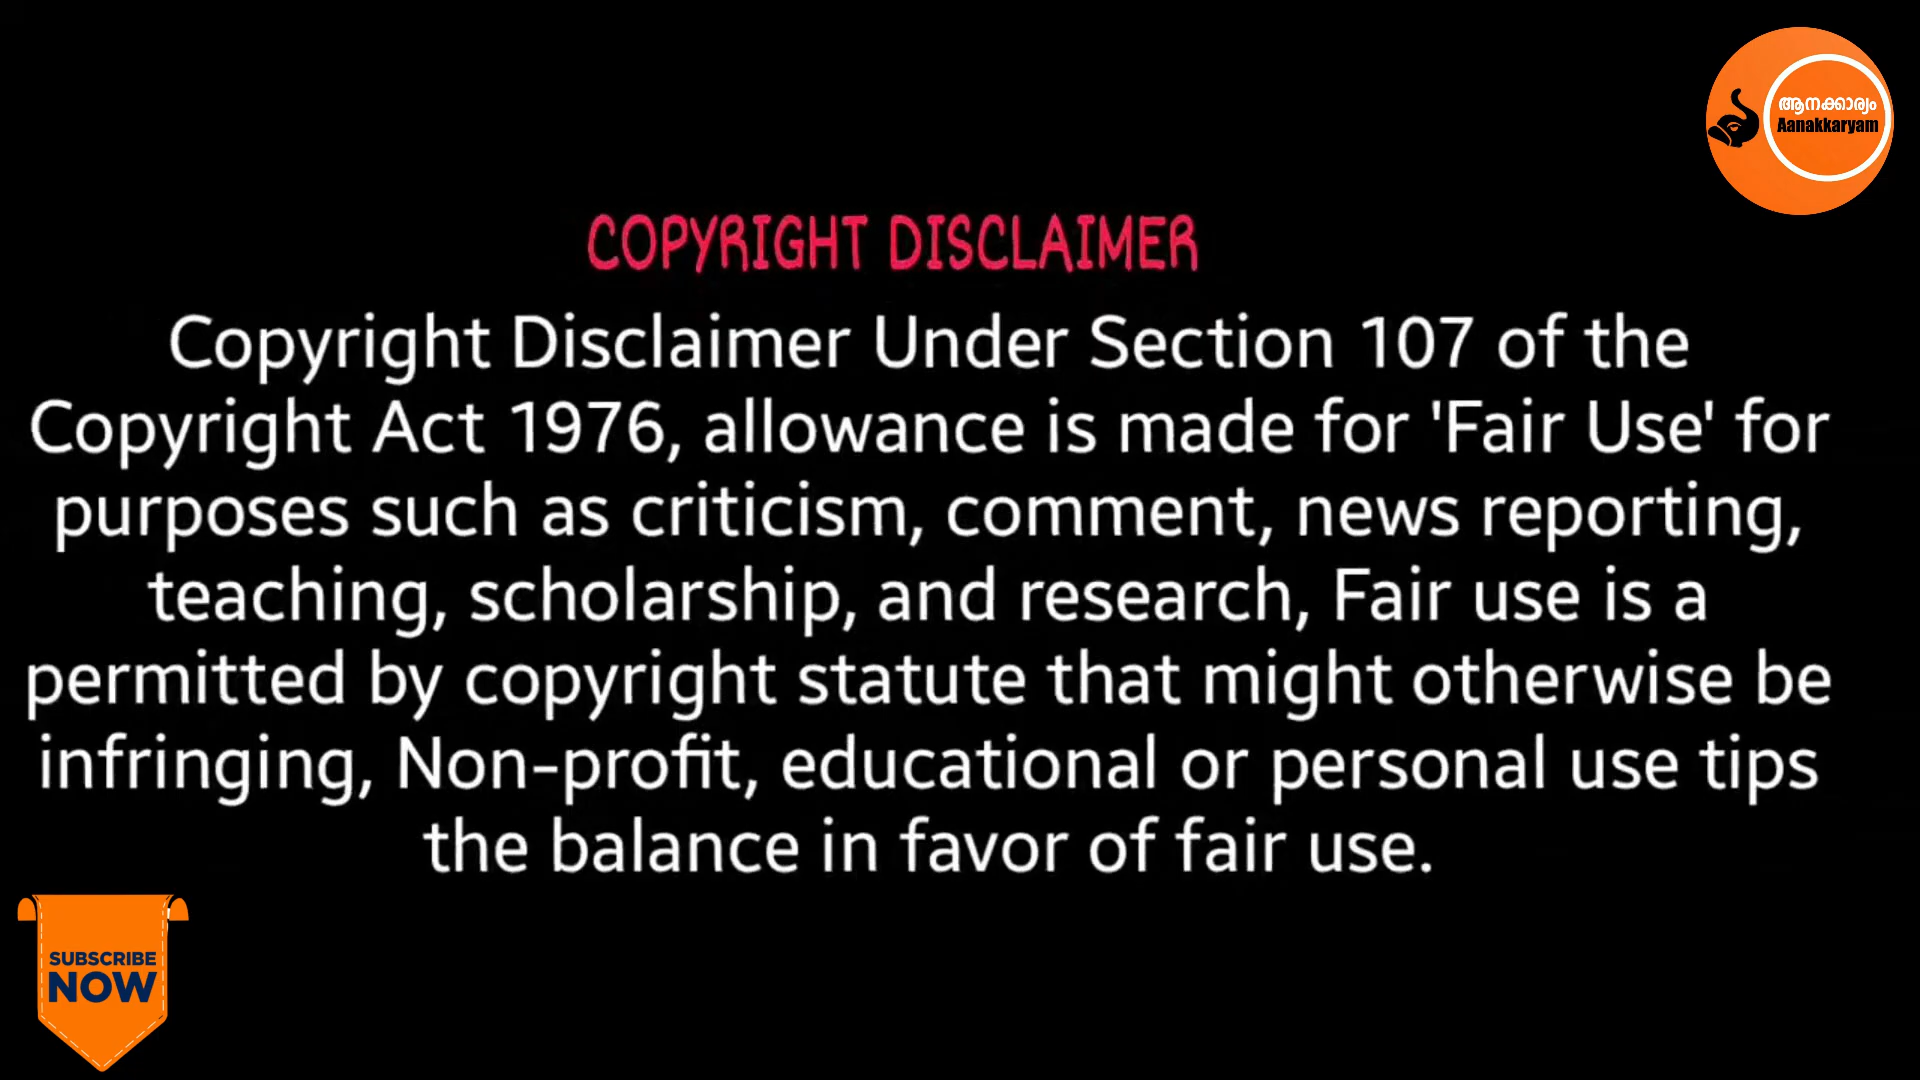 ആനക്കാര്യം
Aanakkaryam
COPYRIGHT DISCLAIMER
Copyright Disclaimer Under Section 107 of the
Copyright Act 1976, allowance is made for 'Fair Use' for
purposes such as criticism, comment, news reporting,
teaching, scholarship, and research, Fair use is a
permitted by copyright statute that might otherwise be
infringing, Non-profit, educational or personal use tips
the balance in favor of fair use.
SUBSCRIBE
NOW